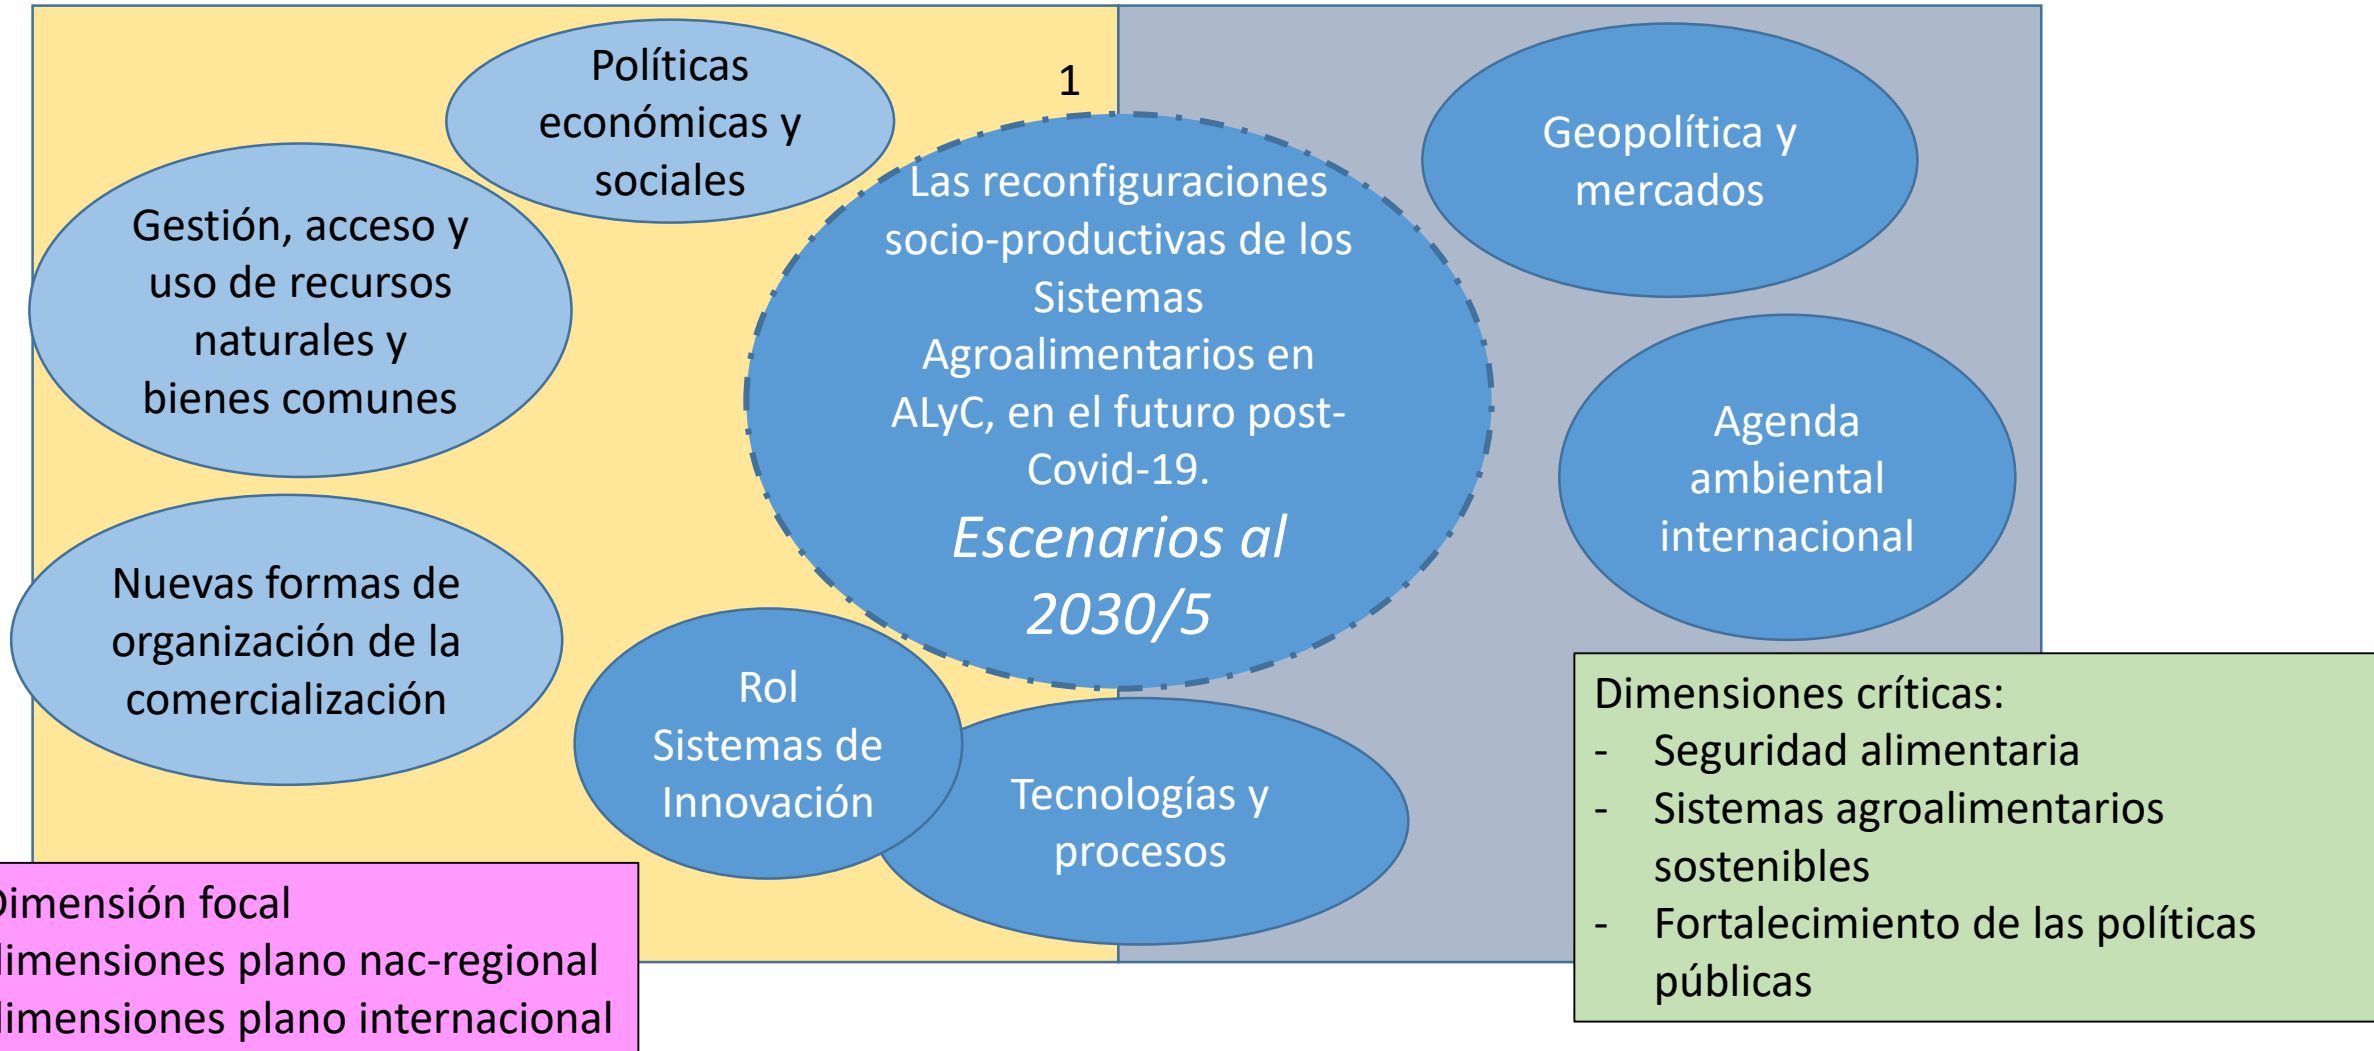 1
Políticas
económicas y
sociales
Gestión, acceso y
uso de recursos
naturales y
bienes comunes
Nuevas formas de
organización de la
comercialización
Las reconfiguraciones
socio-productivas de los
Sistemas
Agroalimentarios en
ALyC, en el futuro post-
Covid-19.
Escenarios al
2030/5
Rol
Sistemas de
Innovación
Tecnologías y
procesos
Geopolítica y
mercados
Agenda
ambiental
internacional
Dimensión focal
dimensiones plano nac-regional
dimensiones plano internacional
Dimensiones críticas:
- Seguridad alimentaria
- Sistemas agroalimentarios
sostenibles
- Fortalecimiento de las políticas
públicas